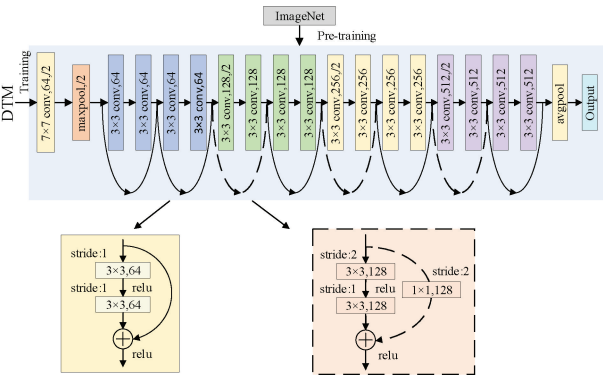 ImageNet
Pre-training
Training
DTM
7×7 conv,64,/2
maxpool,/2
3×3 conv,64
3×3 conv,64
3×3 conv,64
3×3 conv,64
3×3 conv,128,/2
3×3 conv,128
3×3 conv,128
3×3 conv,128
3×3 conv,256,/2
3×3 conv,256
3×3 conv,256
3×3 conv,256
3×3 conv,512,/2
3×3 conv,512
3×3 conv,512
3×3 conv,512
avgpool
Output
stride:1
3×3,64
stride:1
relu
3×3,64
relu
stride:2
3×3,128
stride:2
stride:1
relu
1×1,128
3×3,128
relu